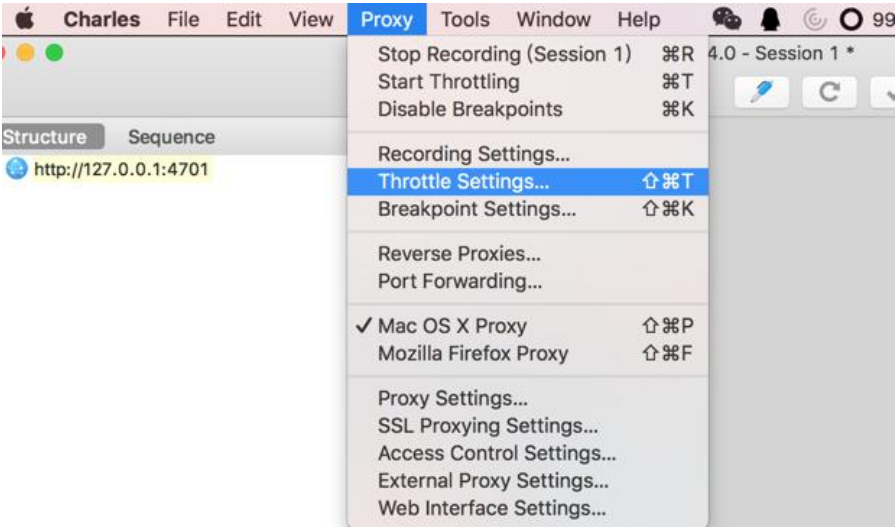 Charles File Edit View Proxy Tools Window Help 99
4.0 - Session 1 *
Structure Sequence
http://127.0.0.1:4701
Stop Recording (Session 1) ⌘R
Start Throttling ⌘T
Disable Breakpoints ⌘K
Recording Settings...
Throttle Settings... ⇧⌘T
Breakpoint Settings... ⇧⌘K
Reverse Proxies...
Port Forwarding...
✓ Mac OS X Proxy ⇧⌘P
Mozilla Firefox Proxy ⇧⌘F
Proxy Settings...
SSL Proxying Settings...
Access Control Settings...
External Proxy Settings...
Web Interface Settings...